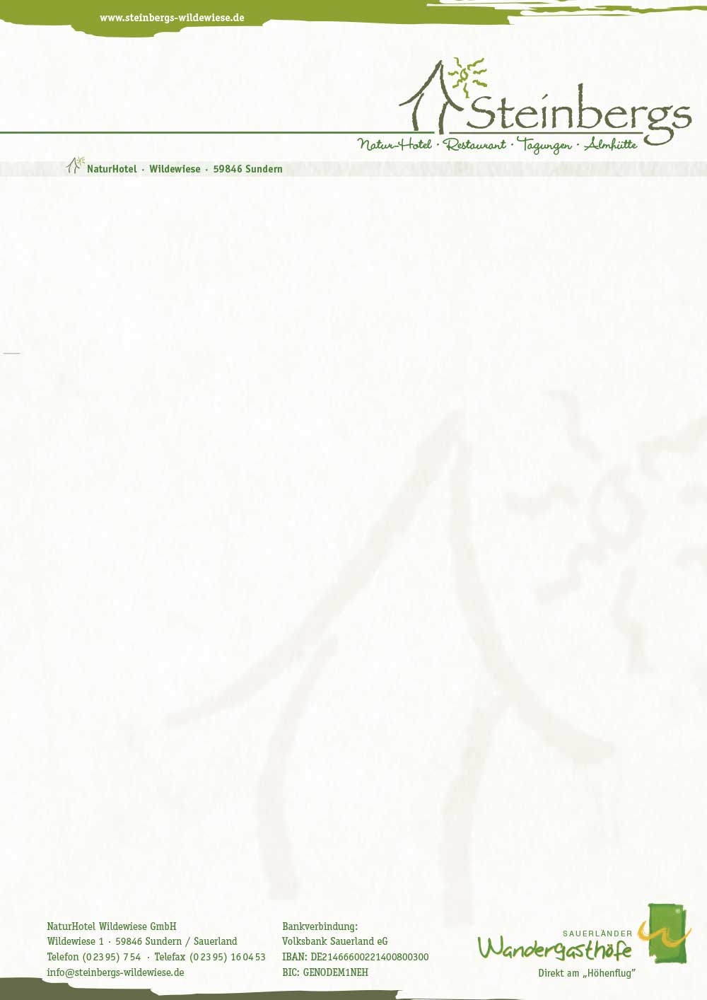 www.steinbergs-wildewiese.de
Steinbergs
Natur-Hotel · Restaurant · Tagungen · Almhütte
NaturHotel · Wildewiese · 59846 Sundern
NaturHotel Wildewiese GmbH
Wildewiese 1 · 59846 Sundern / Sauerland
Telefon (0 23 95) 7 54 · Telefax (0 23 95) 16 04 53
info@steinbergs-wildewiese.de
Bankverbindung:
Volksbank Sauerland eG
IBAN: DE21466600221400800300
BIC: GENODEM1NEH
SAUERLÄNDER
Wandergasthöfe
®
Direkt am „Höhenflug”